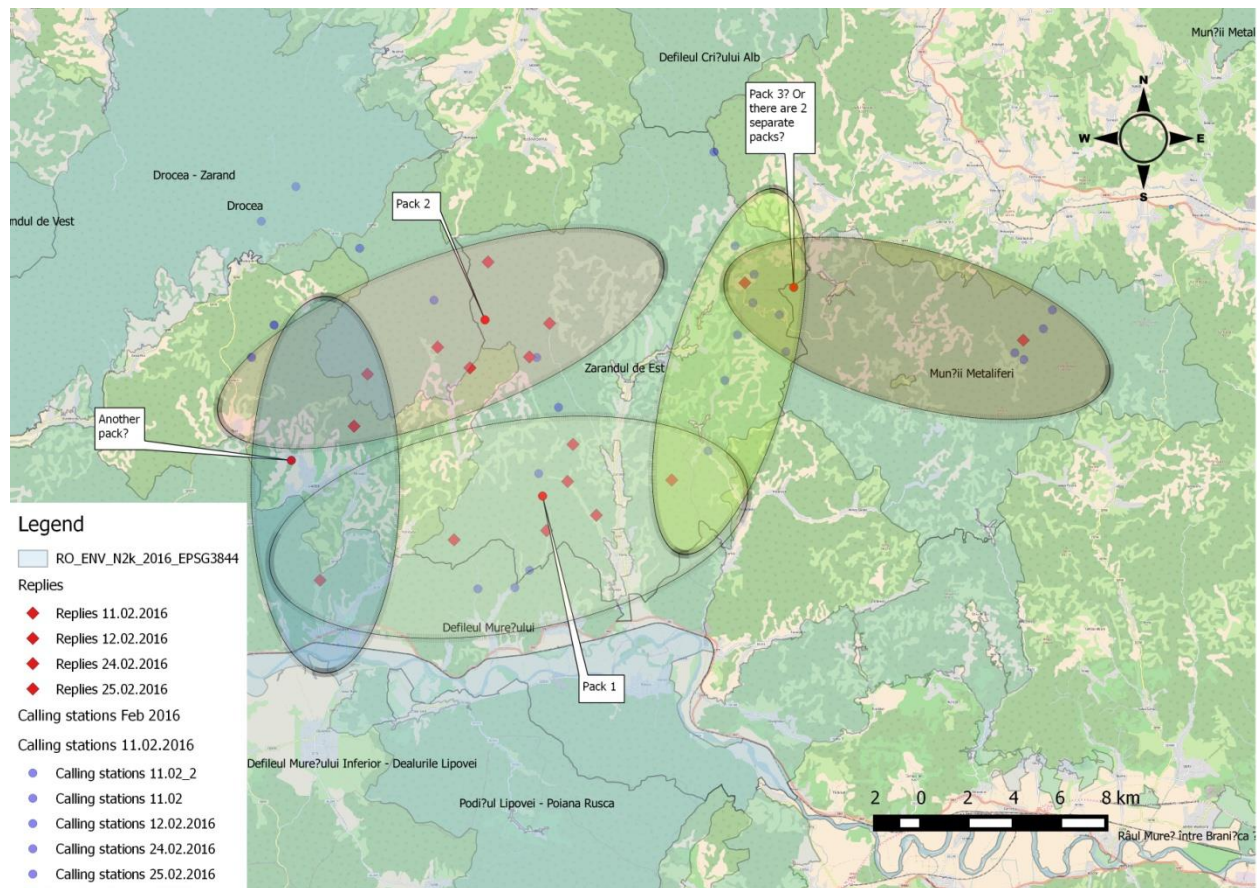 Defileul Cri?ului Alb
Mun?ii Metal
Pack 3? Or
there are 2
separate
packs?
N
W
E
S
Drocea - Zarand
Drocea
andul de Vest
Pack 2
Zarandul de Est
Mun?ii Metaliferi
Another
pack?
Defileul Mure?ului
Pack 1
Legend
RO_ENV_N2k_2016_EPSG3844
Replies
Replies 11.02.2016
Replies 12.02.2016
Replies 24.02.2016
Replies 25.02.2016
Calling stations Feb 2016
Calling stations 11.02.2016
Calling stations 11.02_2
Calling stations 11.02
Calling stations 12.02.2016
Calling stations 24.02.2016
Calling stations 25.02.2016
Defileul Mure?ului Inferior - Dealurile Lipovei
Podi?ul Lipovei - Poiana Rusca
2 0 2 4 6 8 km
Râul Mure? între Brani?ca ?